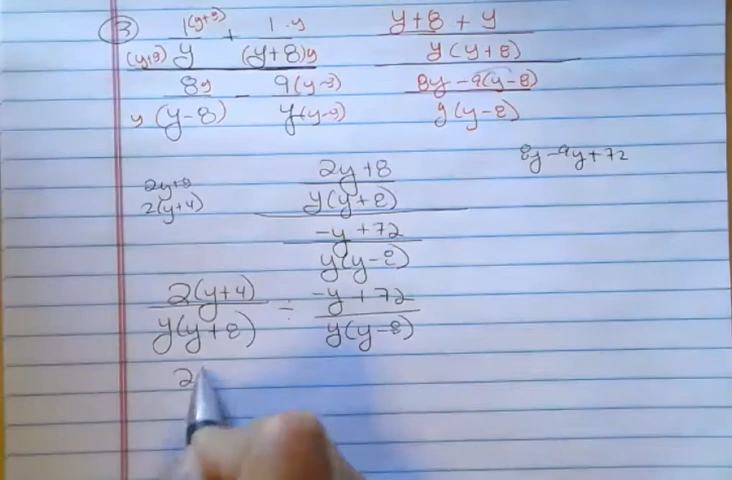 3 1(y+8) + 1·y y+8 + y
(y+8) y (y+8)y y(y+8)
8y - 9(y-8) 8y-9(y-8)
y (y-8) y(y-8) y(y-8)
8y-9y+72
2y+8 2y+8
2(y+4) y(y+8)
-y+72
y(y-8)
2(y+4) ÷ -y+72
y(y+8) y(y-8)
2